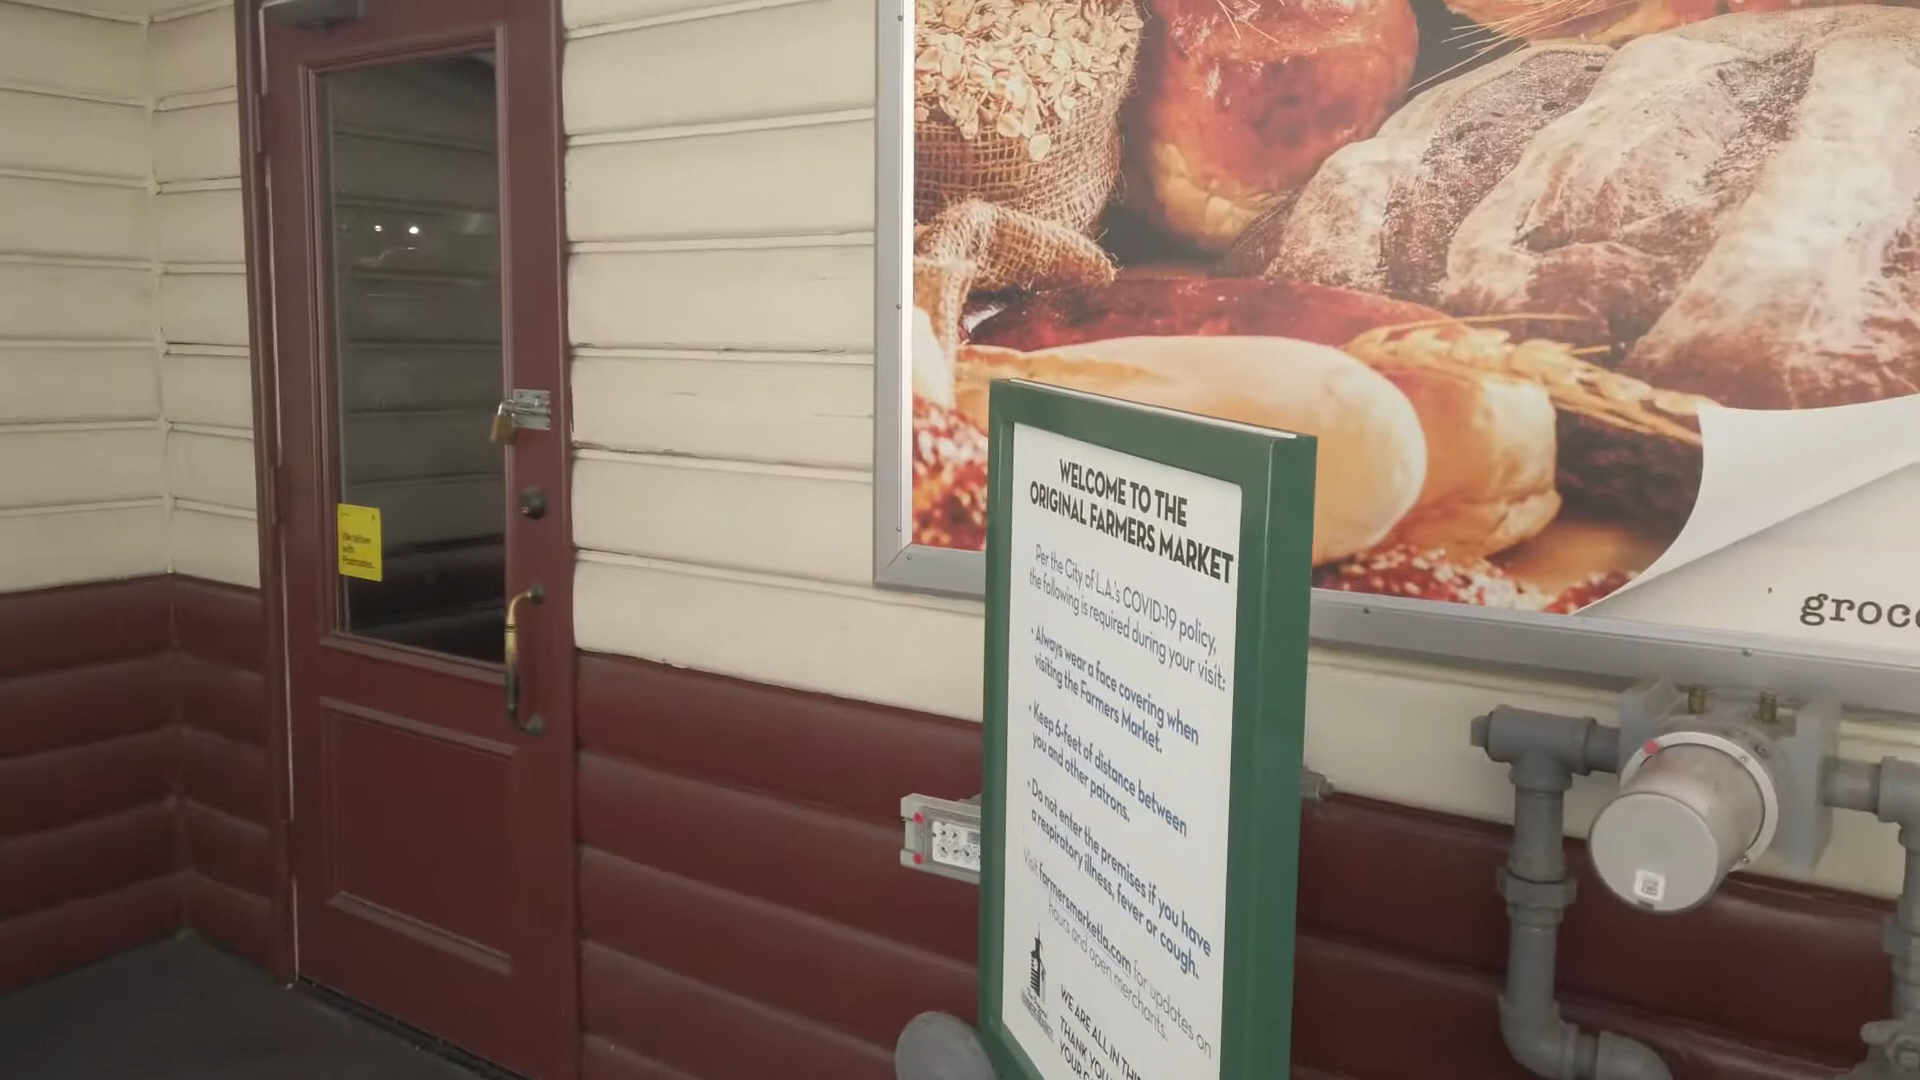 We deliver
with
Postmates.
groce
WELCOME TO THE
ORIGINAL FARMERS MARKET
Per the City of L.A.'s COVID-19 policy,
the following is required during your visit:
• Always wear a face covering when
visiting the Farmers Market.
• Keep 6-feet of distance between
you and other patrons.
• Do not enter the premises if you have
a respiratory illness, fever or cough.
Visit farmersmarketla.com for updates on
hours and open merchants.
WE ARE ALL IN THI
THANK YOU
YOUR